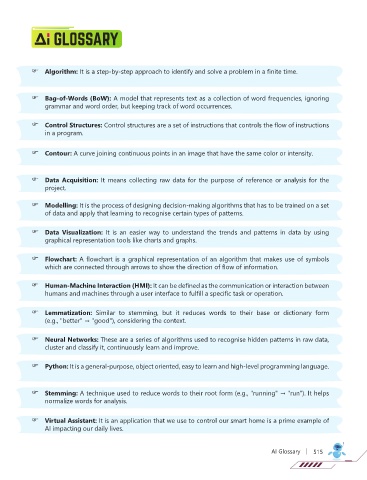 Ai GLOSSARY
☞ Algorithm: It is a step-by-step approach to identify and solve a problem in a finite time.
☞ Bag-of-Words (BoW): A model that represents text as a collection of word frequencies, ignoring
grammar and word order, but keeping track of word occurrences.
☞ Control Structures: Control structures are a set of instructions that controls the flow of instructions
in a program.
☞ Contour: A curve joining continuous points in an image that have the same color or intensity.
☞ Data Acquisition: It means collecting raw data for the purpose of reference or analysis for the
project.
☞ Modelling: It is the process of designing decision-making algorithms that has to be trained on a set
of data and apply that learning to recognise certain types of patterns.
☞ Data Visualization: It is an easier way to understand the trends and patterns in data by using
graphical representation tools like charts and graphs.
☞ Flowchart: A flowchart is a graphical representation of an algorithm that makes use of symbols
which are connected through arrows to show the direction of flow of information.
☞ Human-Machine Interaction (HMI): It can be defined as the communication or interaction between
humans and machines through a user interface to fulfill a specific task or operation.
☞ Lemmatization: Similar to stemming, but it reduces words to their base or dictionary form
(e.g., "better" → "good"), considering the context.
☞ Neural Networks: These are a series of algorithms used to recognise hidden patterns in raw data,
cluster and classify it, continuously learn and improve.
☞ Python: It is a general-purpose, object oriented, easy to learn and high-level programming language.
☞ Stemming: A technique used to reduce words to their root form (e.g., "running" → "run"). It helps
normalize words for analysis.
☞ Virtual Assistant: It is an application that we use to control our smart home is a prime example of
AI impacting our daily lives.
AI Glossary | 515